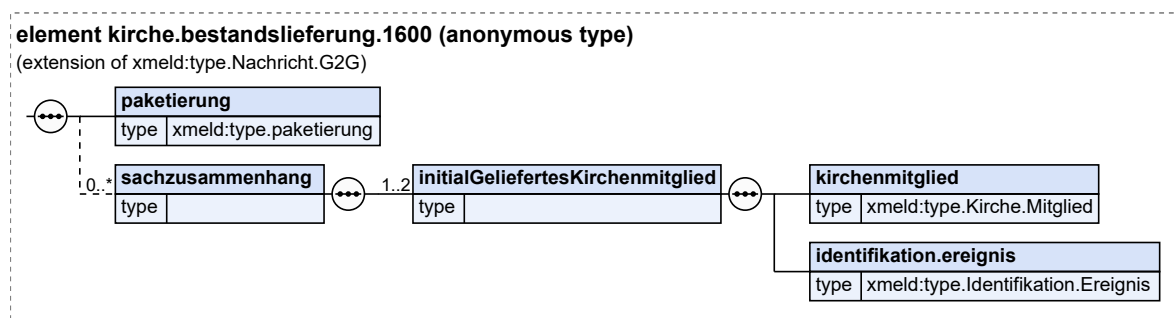 element kirche.bestandslieferung.1600 (anonymous type)
(extension of xmeld:type.Nachricht.G2G)
paketierung
type xmeld:type.paketierung
0..* sachzusammenhang 1..2 initialGeliefertesKirchenmitglied kirchenmitglied
type type type xmeld:type.Kirche.Mitglied
identifikation.ereignis
type xmeld:type.Identifikation.Ereignis